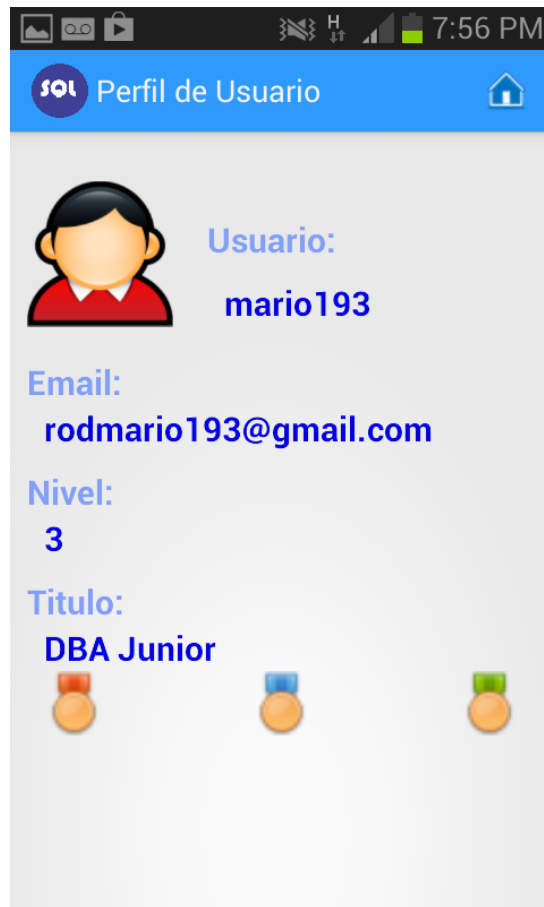 H 7:56 PM
SQL Perfil de Usuario
Usuario:
mario193
Email:
rodmario193@gmail.com
Nivel:
3
Titulo:
DBA Junior